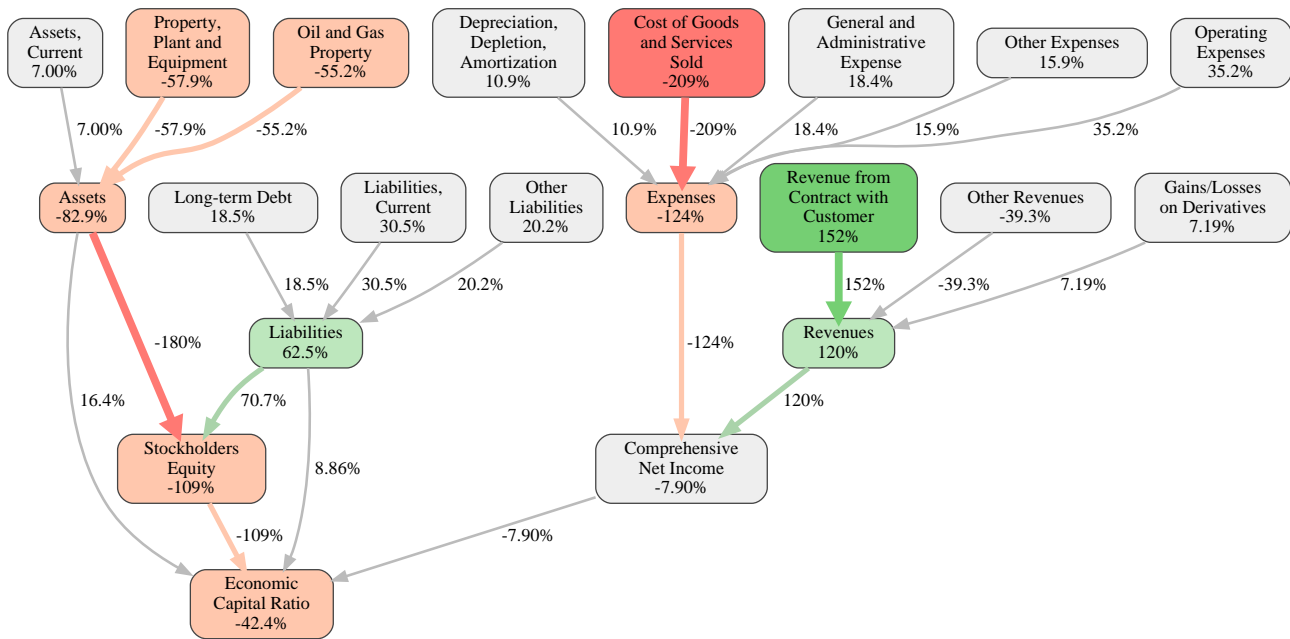 Assets,
Current
7.00%
Property,
Plant and
Equipment
-57.9%
Oil and Gas
Property
-55.2%
Depreciation,
Depletion,
Amortization
10.9%
Cost of Goods
and Services
Sold
-209%
General and
Administrative
Expense
18.4%
Other Expenses
15.9%
Operating
Expenses
35.2%
7.00%
-57.9%
-55.2%
10.9%
-209%
18.4%
15.9%
35.2%
Assets
-82.9%
Long-term Debt
18.5%
Liabilities,
Current
30.5%
Other
Liabilities
20.2%
Expenses
-124%
Revenue from
Contract with
Customer
152%
Other Revenues
-39.3%
Gains/Losses
on Derivatives
7.19%
18.5%
30.5%
20.2%
152%
-39.3%
7.19%
-180%
Liabilities
62.5%
-124%
Revenues
120%
16.4%
70.7%
120%
Stockholders
Equity
-109%
8.86%
Comprehensive
Net Income
-7.90%
-109%
-7.90%
Economic
Capital Ratio
-42.4%